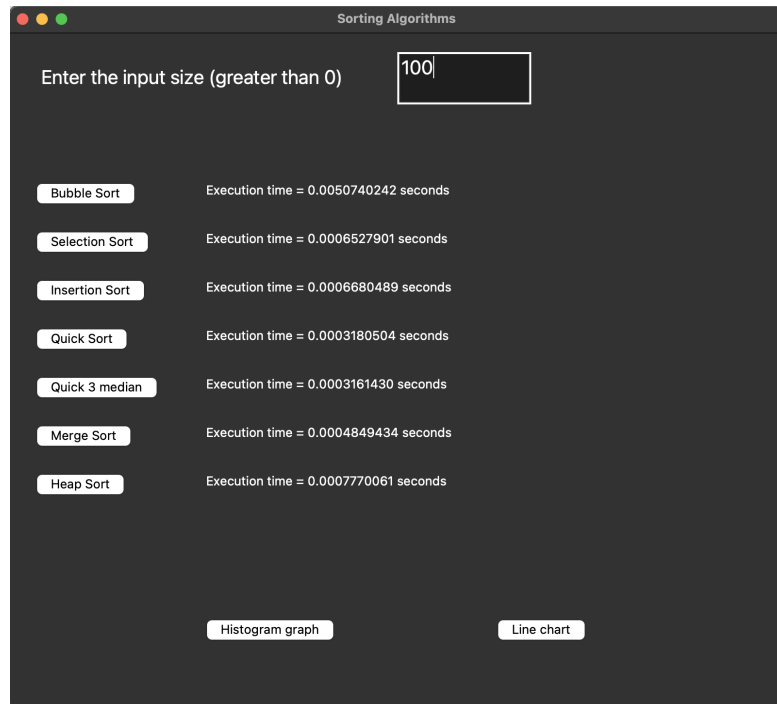 Sorting Algorithms
Enter the input size (greater than 0)
100
Bubble Sort
Execution time = 0.0050740242 seconds
Selection Sort
Execution time = 0.0006527901 seconds
Insertion Sort
Execution time = 0.0006680489 seconds
Quick Sort
Execution time = 0.0003180504 seconds
Quick 3 median
Execution time = 0.0003161430 seconds
Merge Sort
Execution time = 0.0004849434 seconds
Heap Sort
Execution time = 0.0007770061 seconds
Histogram graph
Line chart